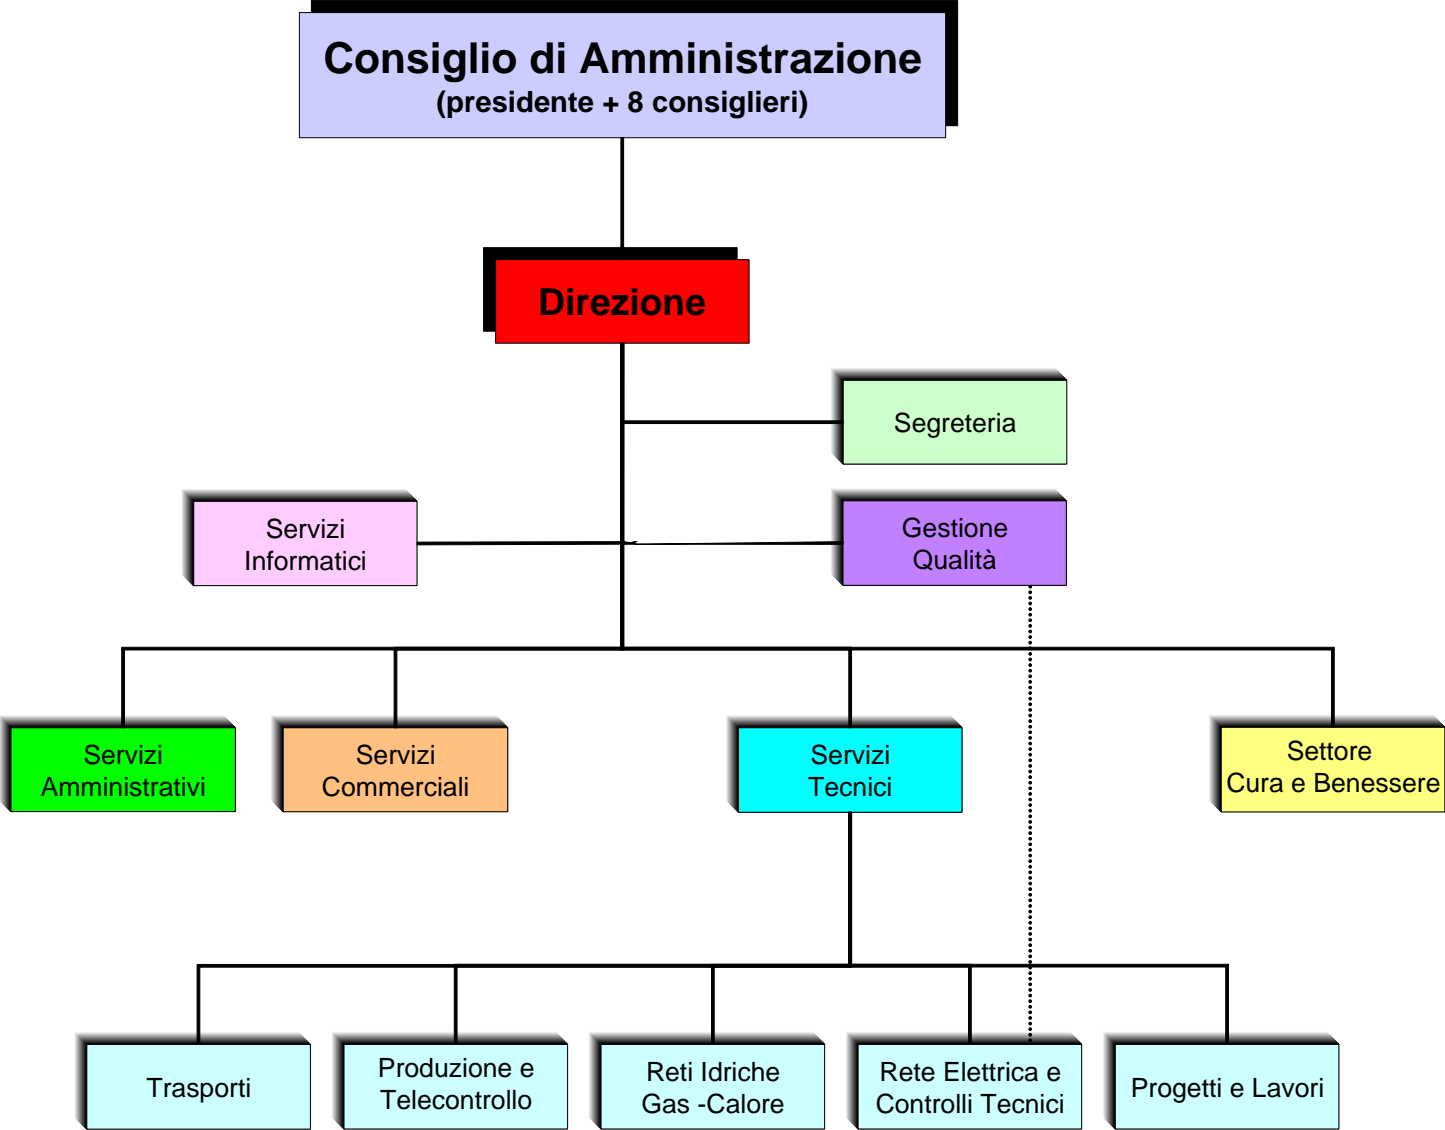 Consiglio di Amministrazione
(presidente + 8 consiglieri)
Direzione
Segreteria
Servizi
Informatici
Gestione
Qualità
Servizi
Amministrativi
Servizi
Commerciali
Servizi
Tecnici
Settore
Cura e Benessere
Trasporti
Produzione e
Telecontrollo
Reti Idriche
Gas -Calore
Rete Elettrica e
Controlli Tecnici
Progetti e Lavori